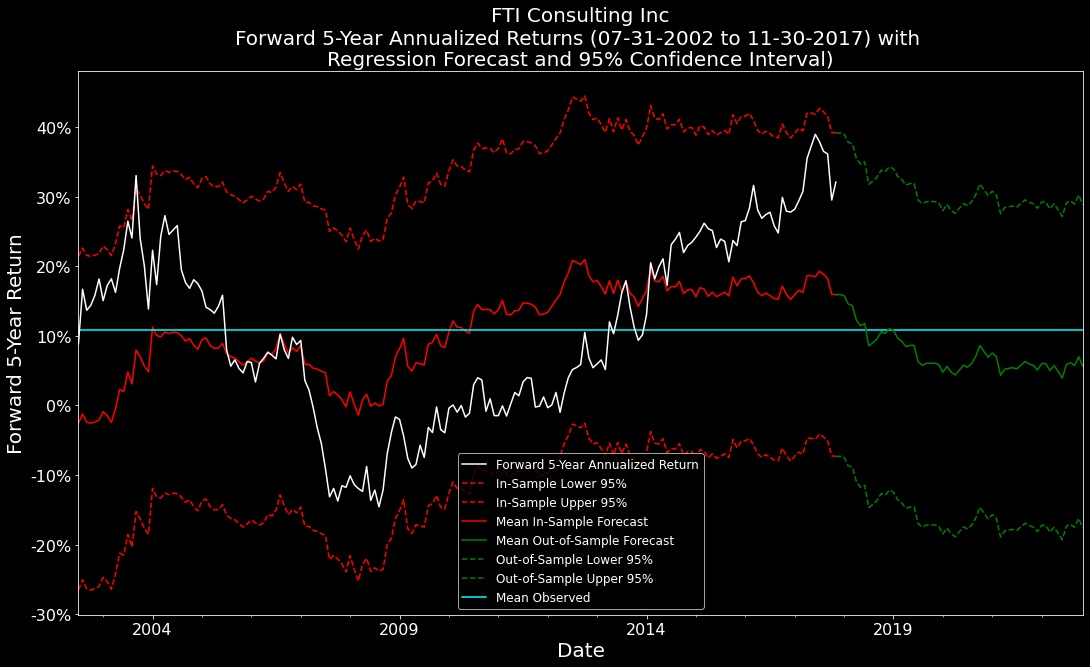 FTI Consulting Inc
Forward 5-Year Annualized Returns (07-31-2002 to 11-30-2017) with
Regression Forecast and 95% Confidence Interval)
Forward 5-Year Return
40%
30%
20%
10%
0%
-10%
-20%
-30%
Forward 5-Year Annualized Return
In-Sample Lower 95%
In-Sample Upper 95%
Mean In-Sample Forecast
Mean Out-of-Sample Forecast
Out-of-Sample Lower 95%
Out-of-Sample Upper 95%
Mean Observed
2004 2009 2014 2019
Date